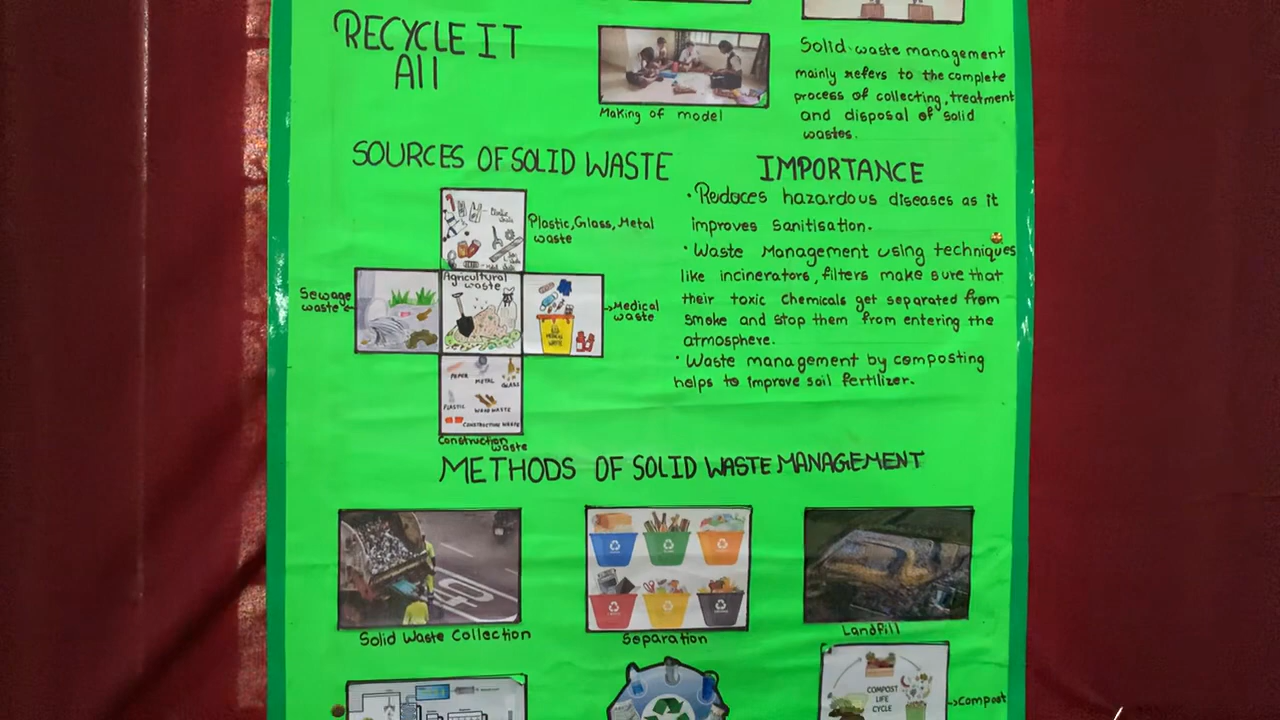 RECYCLE IT
All
Making of model
Solid waste management
mainly refers to the complete
process of collecting, treatment
and disposal of solid
wastes.
SOURCES OF SOLID WASTE
Plastic, Glass, Metal
waste
Sewage
waste
Agricultural
waste
Medical
waste
PAPER
METAL
GLASS
PLASTIC
CONSTRUCTION WASTE
Construction
waste
IMPORTANCE
• Reduces hazardous diseases as it
improves Sanitisation.
• Waste Management using techniques
like incinerators, filters make sure that
their toxic chemicals get separated from
smoke and stop them from entering the
atmosphere.
• Waste management by composting
helps to improve soil fertilizer.
METHODS OF SOLID WASTE MANAGEMENT
Solid Waste Collection
Separation
Landfill
COMPOST
LIFE
CYCLE
Compost